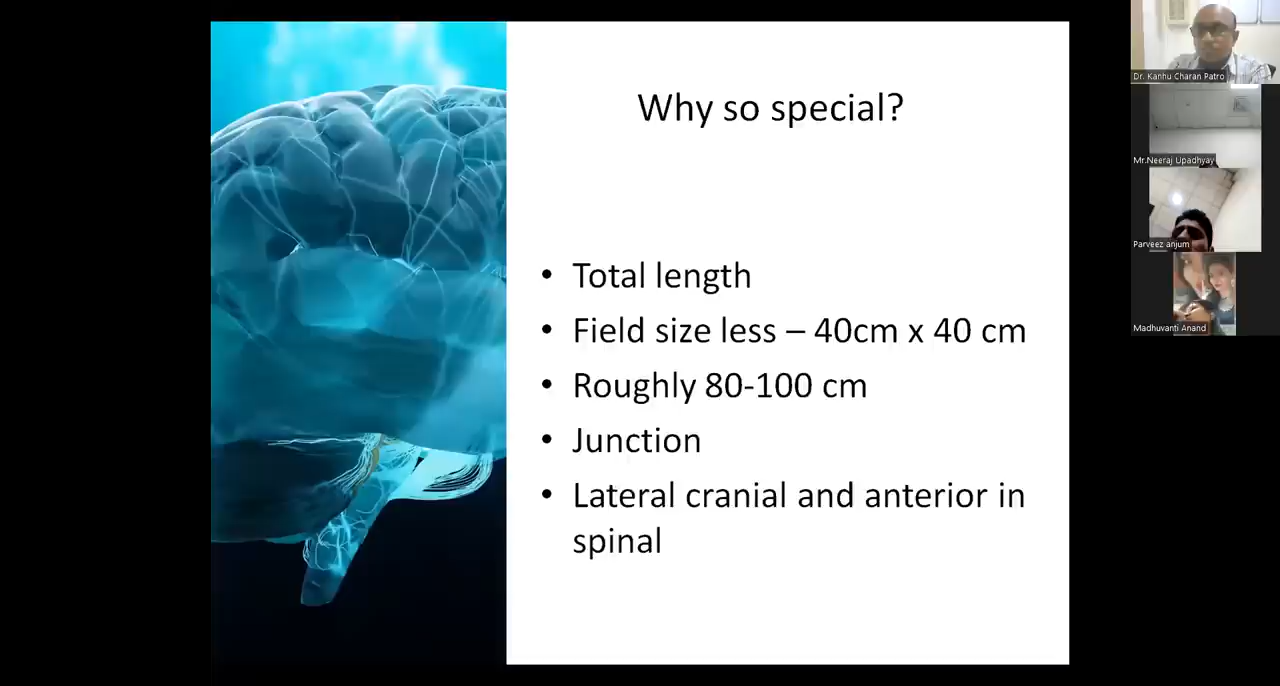 Why so special?
• Total length
• Field size less – 40cm x 40 cm
• Roughly 80-100 cm
• Junction
• Lateral cranial and anterior in
spinal
Dr. Kanhu Charan Patro
Mr.Neeraj Upadhyay
Parveez anjum
Madhuvanti Anand